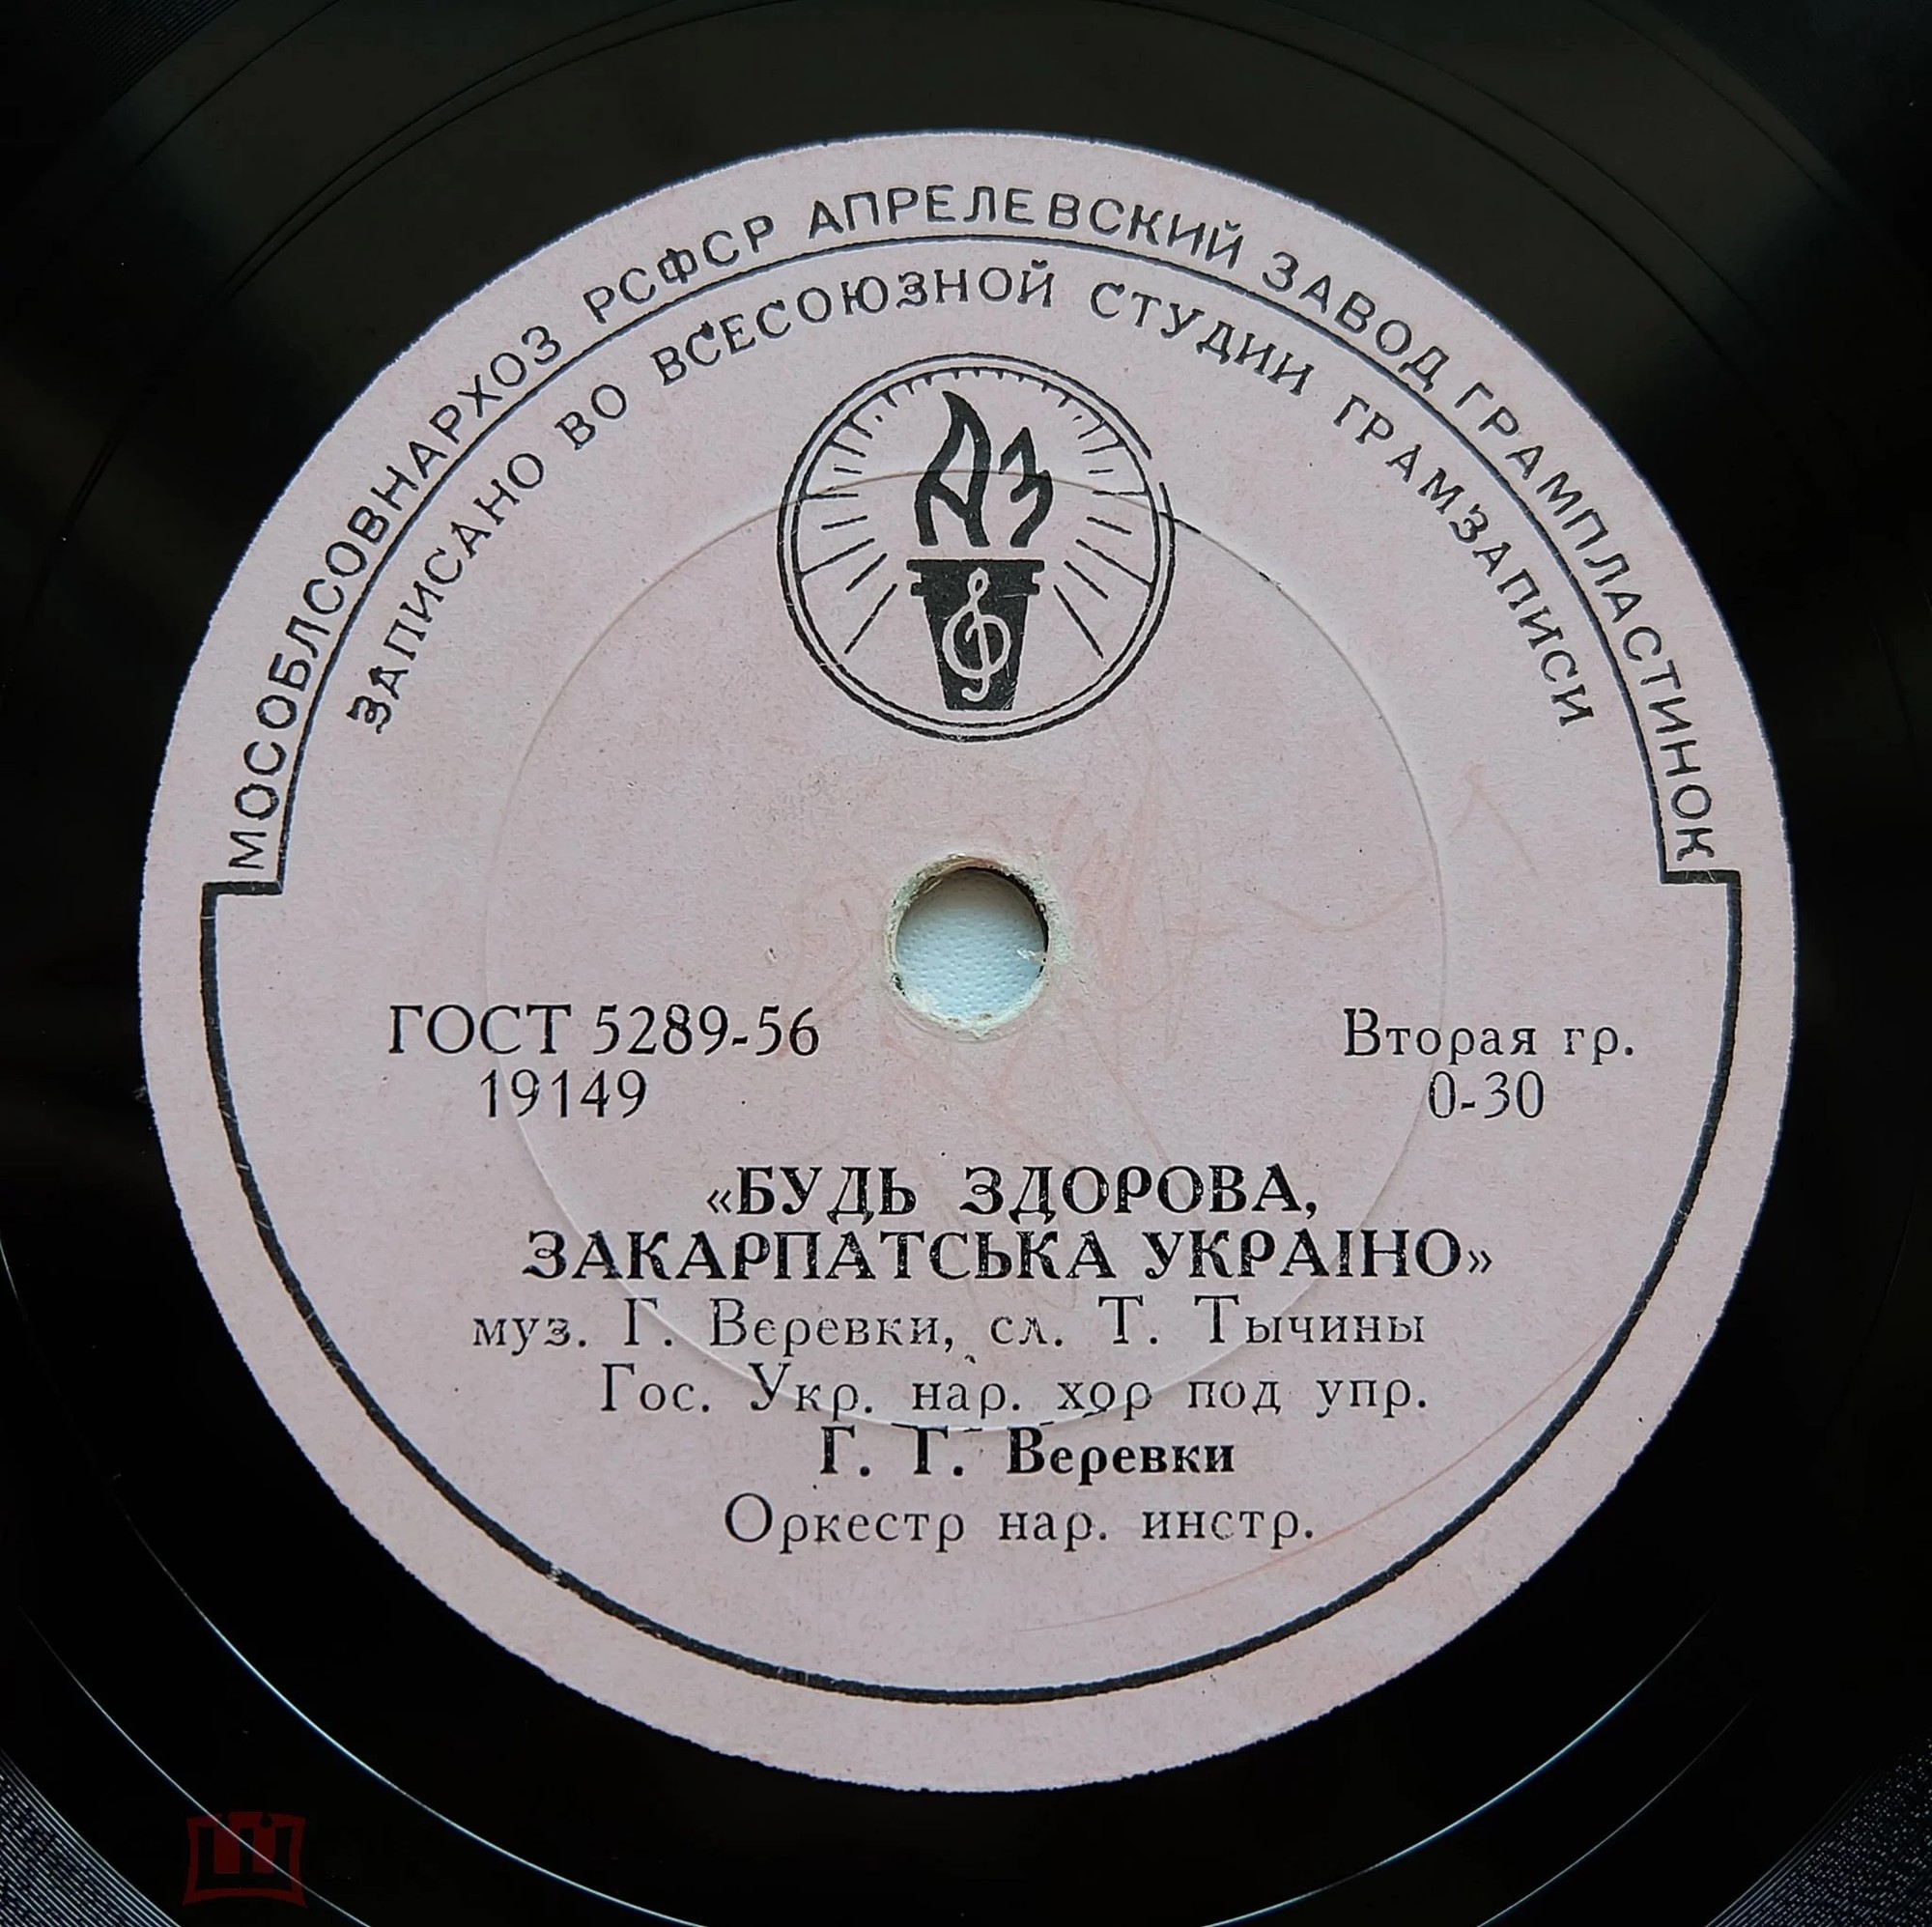 МОСОБЛСОВНАРХОЗ РСФСР АПРЕЛЕВСКИЙ ЗАВОД ГРАМПЛАСТИНОК
ЗАПИСАНО ВО ВСЕСОЮЗНОЙ СТУДИИ ГРАМЗАПИСИ
АЗ
ГОСТ 5289-56
19149
Вторая гр.
0-30
«БУДЬ ЗДОРОВА,
ЗАКАРПАТСЬКА УКРАІНО»
муз. Г. Веревки, сл. Т. Тычины
Гос. Укр. нар. хор под упр.
Г. Г. Веревки
Оркестр нар. инстр.